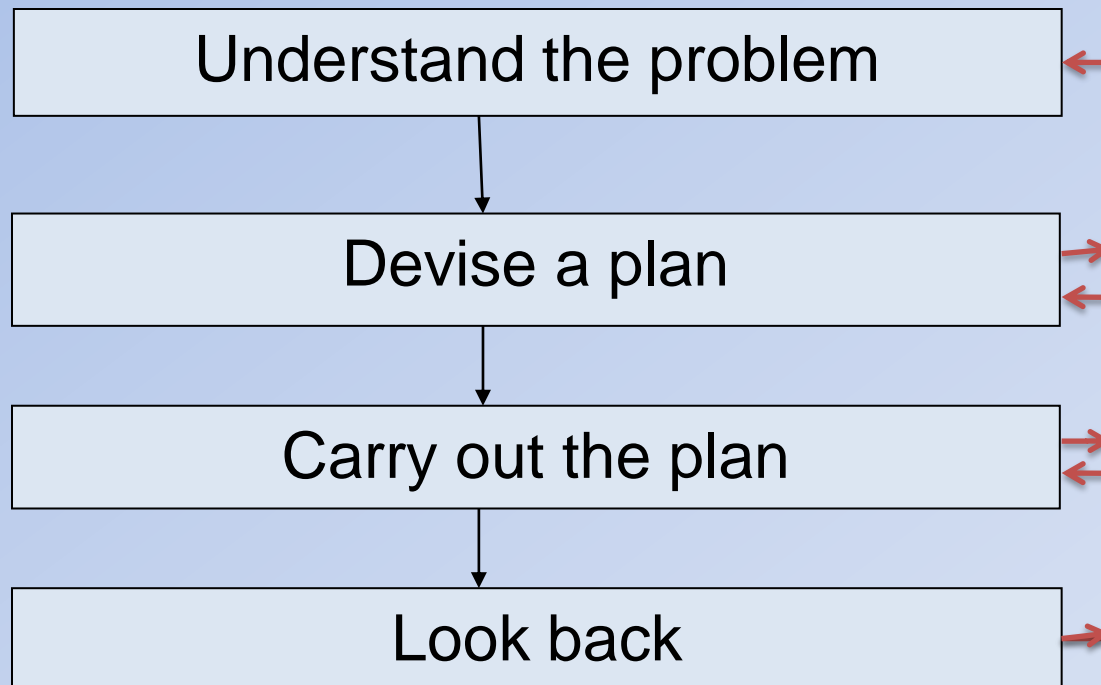 Understand the problem
Devise a plan
Carry out the plan
Look back